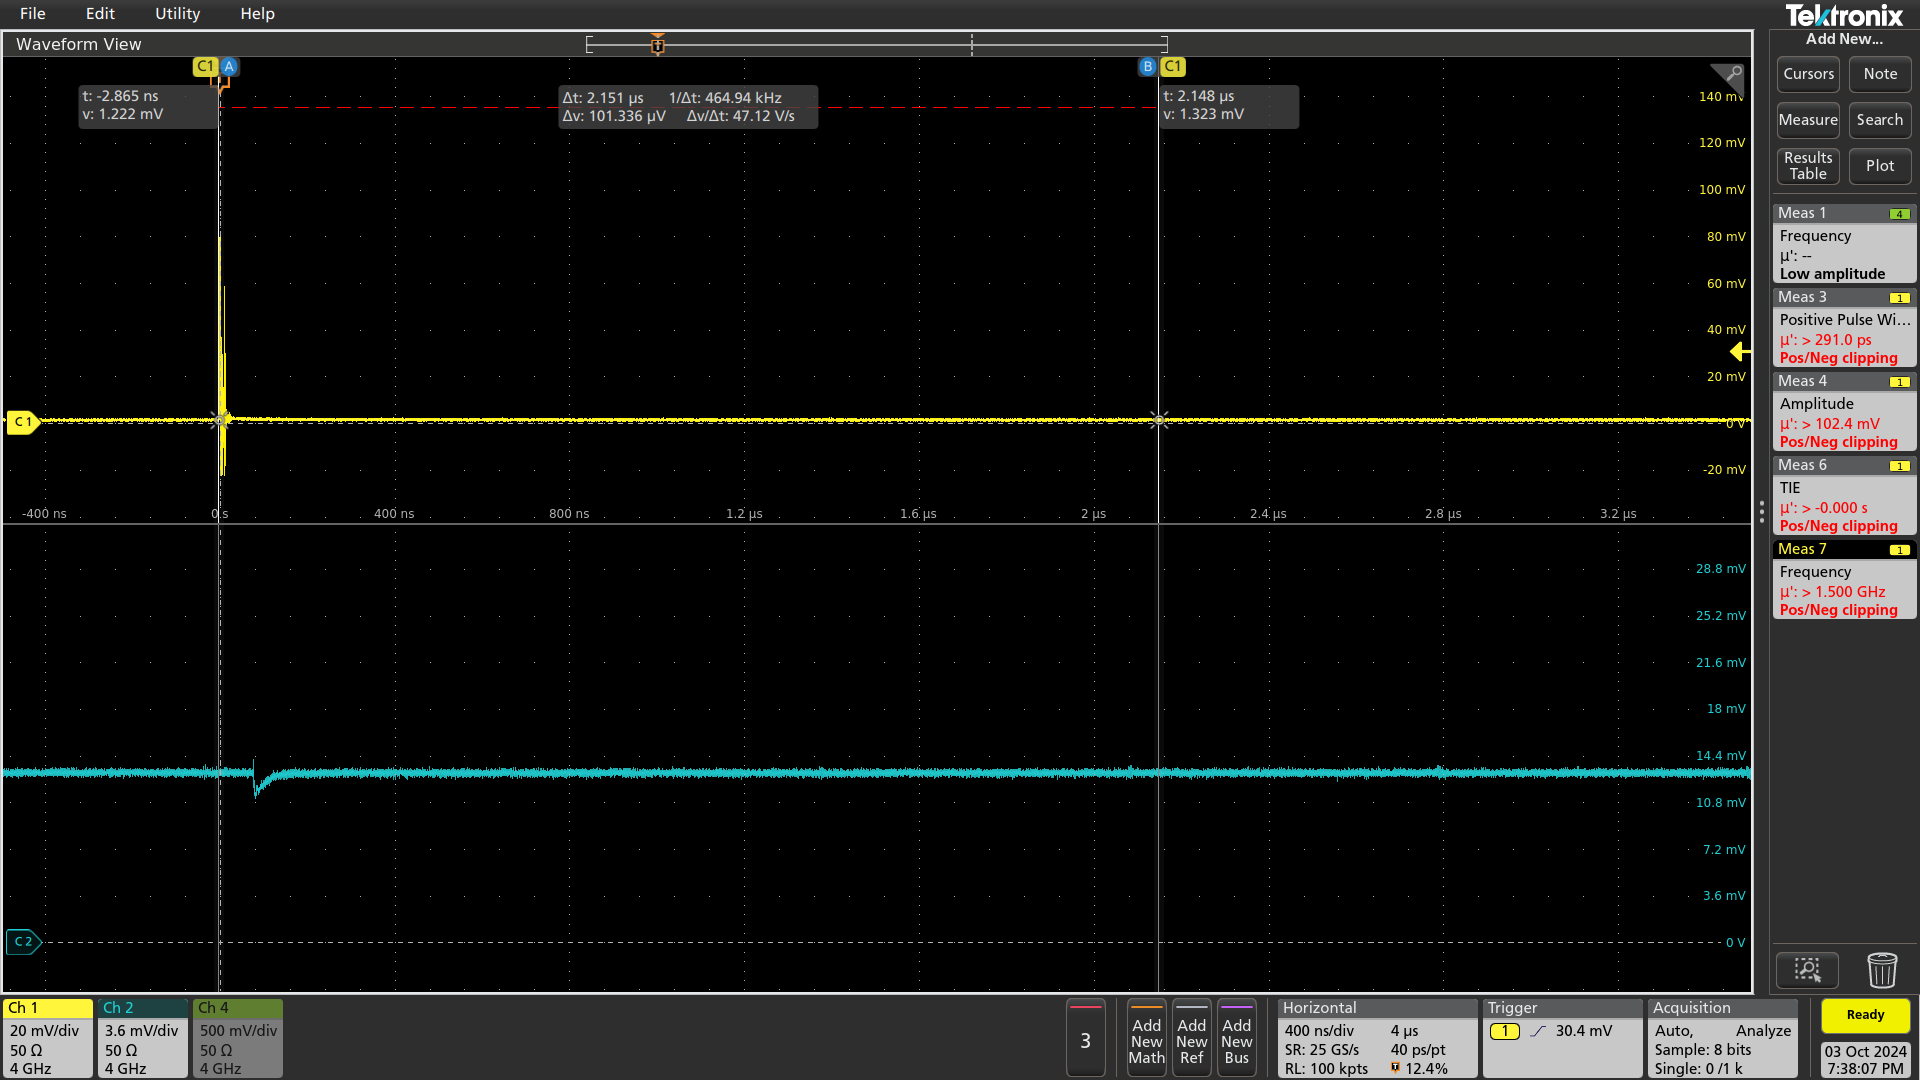 File Edit Utility Help
Tektronix
Waveform View
Add New...
Cursors Note
Measure Search
Results Table Plot
C1 A
B C1
t: -2.865 ns
v: 1.222 mV
Δt: 2.151 µs 1/Δt: 464.94 kHz
Δv: 101.336 µV Δv/Δt: 47.12 V/s
t: 2.148 µs
v: 1.323 mV
140 mV
120 mV
100 mV
80 mV
60 mV
40 mV
20 mV
0 V
-20 mV
C 1
-400 ns 0 s 400 ns 800 ns 1.2 µs 1.6 µs 2 µs 2.4 µs 2.8 µs 3.2 µs
28.8 mV
25.2 mV
21.6 mV
18 mV
14.4 mV
10.8 mV
7.2 mV
3.6 mV
0 V
C 2
Meas 1 4
Frequency
µ': --
Low amplitude
Meas 3 1
Positive Pulse Wi...
µ': > 291.0 ps
Pos/Neg clipping
Meas 4 1
Amplitude
µ': > 102.4 mV
Pos/Neg clipping
Meas 6 1
TIE
µ': > -0.000 s
Pos/Neg clipping
Meas 7 1
Frequency
µ': > 1.500 GHz
Pos/Neg clipping
Ch 1
20 mV/div
50 Ω
4 GHz
Ch 2
3.6 mV/div
50 Ω
4 GHz
Ch 4
500 mV/div
50 Ω
4 GHz
3
Add New Math
Add New Ref
Add New Bus
Horizontal
400 ns/div 4 µs
SR: 25 GS/s 40 ps/pt
RL: 100 kpts T 12.4%
Trigger
1 30.4 mV
Acquisition
Auto, Analyze
Sample: 8 bits
Single: 0 /1 k
Ready
03 Oct 2024
7:38:07 PM